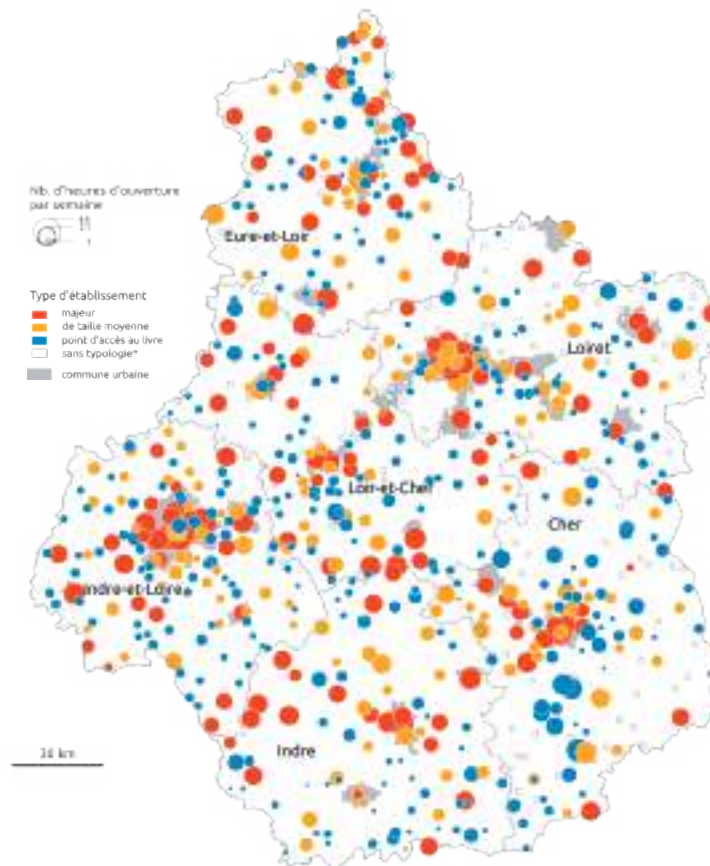 Nb. d'heures d'ouverture
par semaine
1
Type d'établissement
majeur
de taille moyenne
point d'accès au livre
sans typologie*
commune urbaine
Eure-et-Loir
Loiret
Loir-et-Cher
Cher
Indre-et-Loire
Indre
30 km